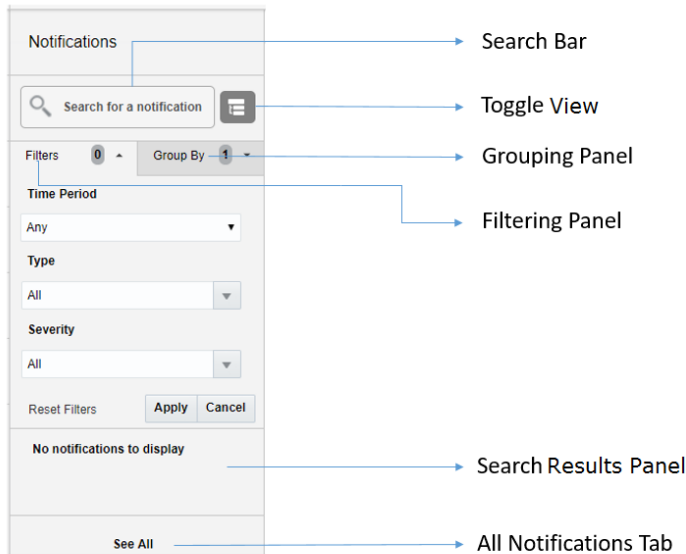 Notifications
Search Bar
Search for a notification
Toggle View
Filters 0 Group By 1
Grouping Panel
Time Period
Filtering Panel
Any
Type
All
Severity
All
Reset Filters Apply Cancel
No notifications to display
Search Results Panel
See All
All Notifications Tab